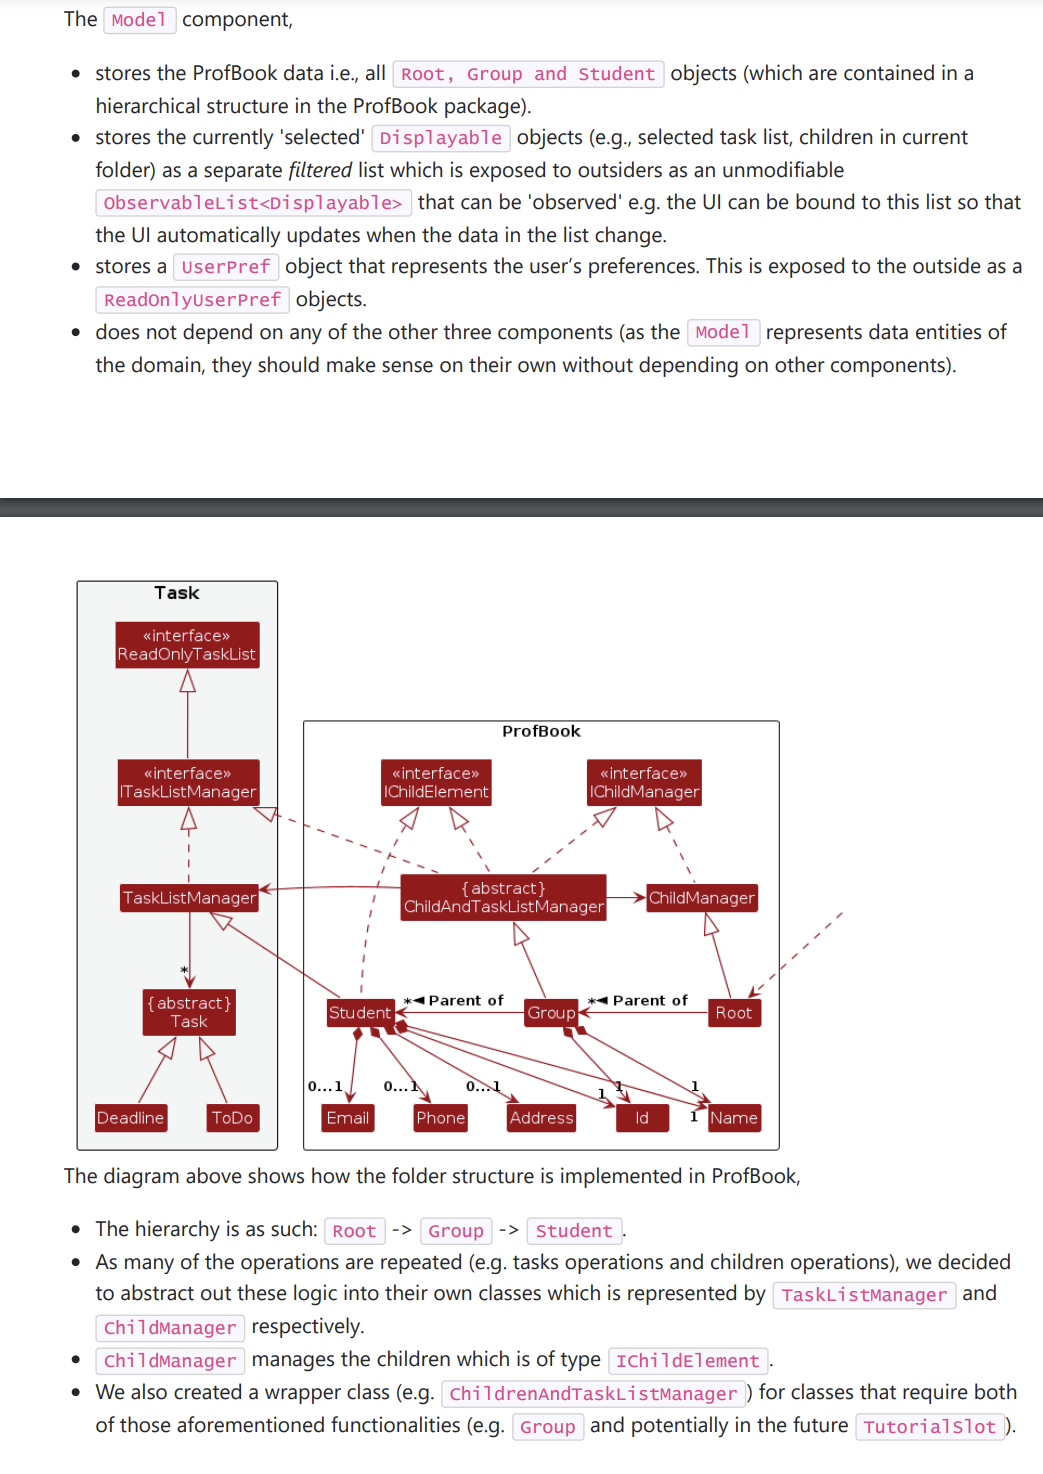 The Model component,
stores the ProfBook data i.e., all Root, Group and Student objects (which are contained in a
hierarchical structure in the ProfBook package).
stores the currently 'selected' Displayable objects (e.g., selected task list, children in current
folder) as a separate filtered list which is exposed to outsiders as an unmodifiable
ObservableList<Displayable> that can be 'observed' e.g. the UI can be bound to this list so that
the UI automatically updates when the data in the list change.
stores a UserPref object that represents the user's preferences. This is exposed to the outside as a
ReadOnlyUserPref objects.
does not depend on any of the other three components (as the Model represents data entities of
the domain, they should make sense on their own without depending on other components).
Task
«interface»
ReadOnlyTaskList
ProfBook
«interface»
ITaskListManager
«interface»
IChildElement
«interface»
IChildManager
TaskListManager
{abstract}
ChildAndTaskListManager
ChildManager
*
{abstract}
Task
Student
*◄ Parent of
Group
*◄ Parent of
Root
0...1
0...1
0...1
1
1
1
1
Deadline
ToDo
Email
Phone
Address
Id
Name
The diagram above shows how the folder structure is implemented in ProfBook,
The hierarchy is as such: Root -> Group -> Student.
As many of the operations are repeated (e.g. tasks operations and children operations), we decided
to abstract out these logic into their own classes which is represented by TaskListManager and
ChildManager respectively.
ChildManager manages the children which is of type IChildElement.
We also created a wrapper class (e.g. ChildrenAndTaskListManager) for classes that require both
of those aforementioned functionalities (e.g. Group and potentially in the future TutorialSlot).